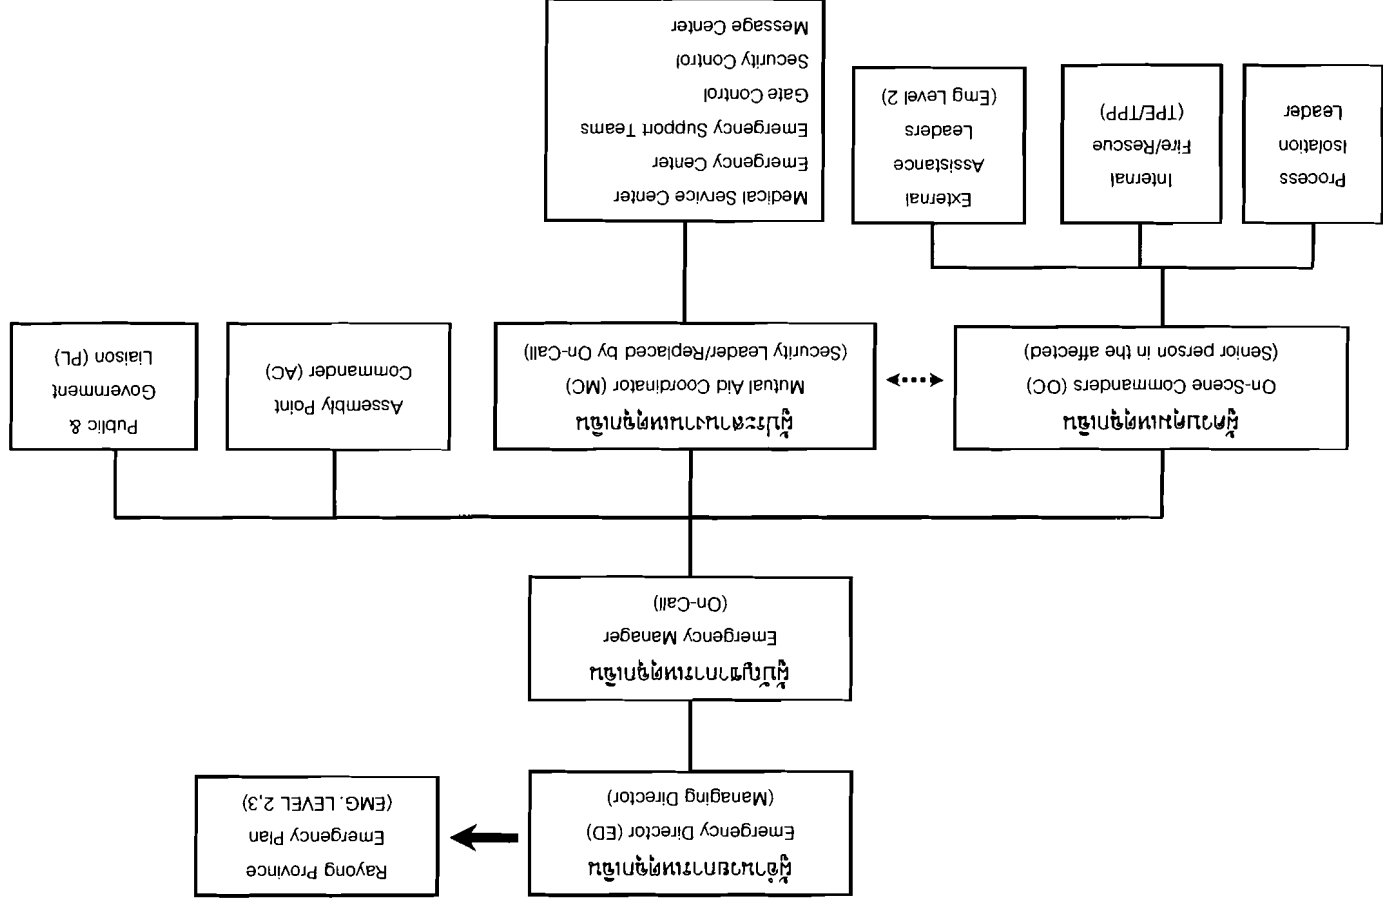 ผู้อำนวยการเหตุฉุกเฉิน
Emergency Director (ED)
(Managing Director)
Rayong Province
Emergency Plan
(EMG. LEVEL 2,3)
ผู้บัญชาการเหตุฉุกเฉิน
Emergency Manager
(On-Call)
ผู้ควบคุมเหตุฉุกเฉิน
On-Scene Commanders (OC)
(Senior person in the affected)
ผู้ประสานงานเหตุฉุกเฉิน
Mutual Aid Coordinator (MC)
(Security Leader/Replaced by On-Call)
Assembly Point
Commander (AC)
Public &
Government
Liaison (PL)
Process
Isolation
Leader
Internal
Fire/Rescue
(TPE/TPP)
External
Assistance
Leaders
(Emg Level 2)
Medical Service Center
Emergency Center
Emergency Support Teams
Gate Control
Security Control
Message Center